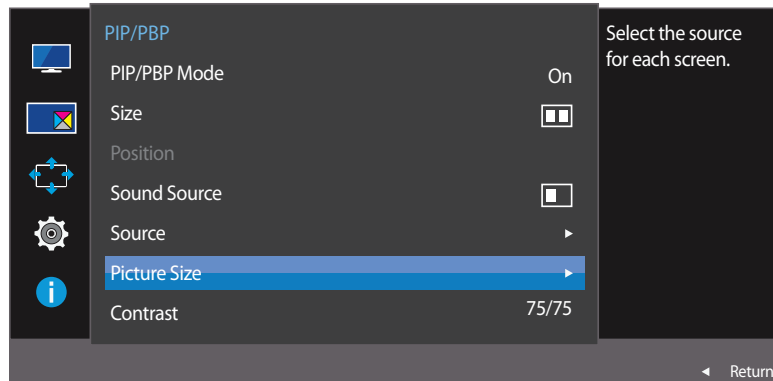 PIP/PBP
PIP/PBP Mode On
Size
Position
Sound Source
Source
Picture Size
Contrast 75/75
Select the source
for each screen.
Return